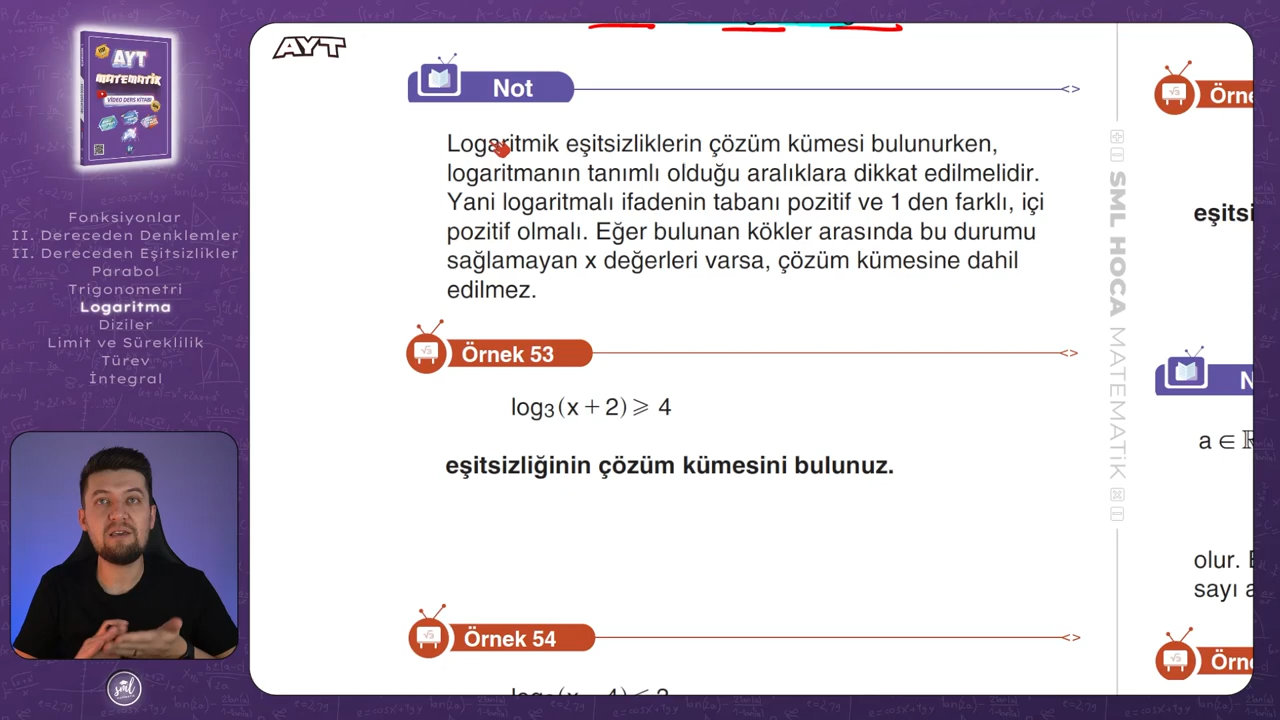 AYT
MATEMATİK
VİDEO DERS KİTABI
Fonksiyonlar
II. Dereceden Denklemler
II. Dereceden Eşitsizlikler
Parabol
Trigonometri
Logaritma
Diziler
Limit ve Süreklilik
Türev
İntegral
sml
AYT
Not
Logaritmik eşitsizliklerin çözüm kümesi bulunurken,
logaritmanın tanımlı olduğu aralıklara dikkat edilmelidir.
Yani logaritmalı ifadenin tabanı pozitif ve 1 den farklı, içi
pozitif olmalı. Eğer bulunan kökler arasında bu durumu
sağlamayan x değerleri varsa, çözüm kümesine dahil
edilmez.
Örnek 53
log₃(x + 2) ⩾ 4
eşitsizliğinin çözüm kümesini bulunuz.
Örnek 54
SML HOCA MATEMATİK
Örne
eşitsi
N
a ∈ ℝ
olur.
sayı a
Örne